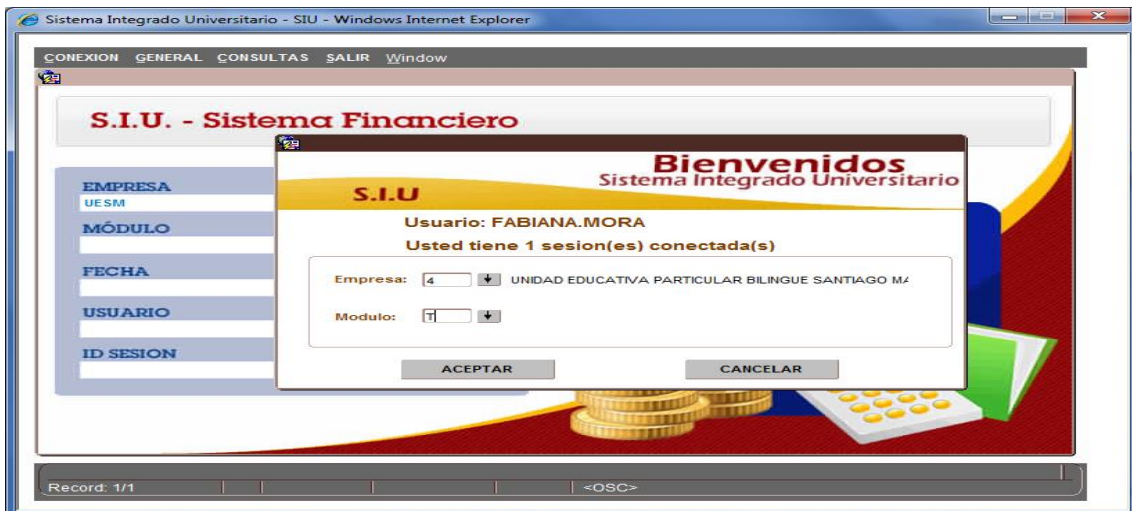 Sistema Integrado Universitario - SIU - Windows Internet Explorer
CONEXION GENERAL CONSULTAS SALIR Window
S.I.U. - Sistema Financiero
EMPRESA
UESM
MÓDULO
FECHA
USUARIO
ID SESION
Bienvenidos
Sistema Integrado Universitario
S.I.U
Usuario: FABIANA.MORA
Usted tiene 1 sesion(es) conectada(s)
Empresa: 4 UNIDAD EDUCATIVA PARTICULAR BILINGUE SANTIAGO MA
Modulo: T
ACEPTAR CANCELAR
Record: 1/1 <OSC>